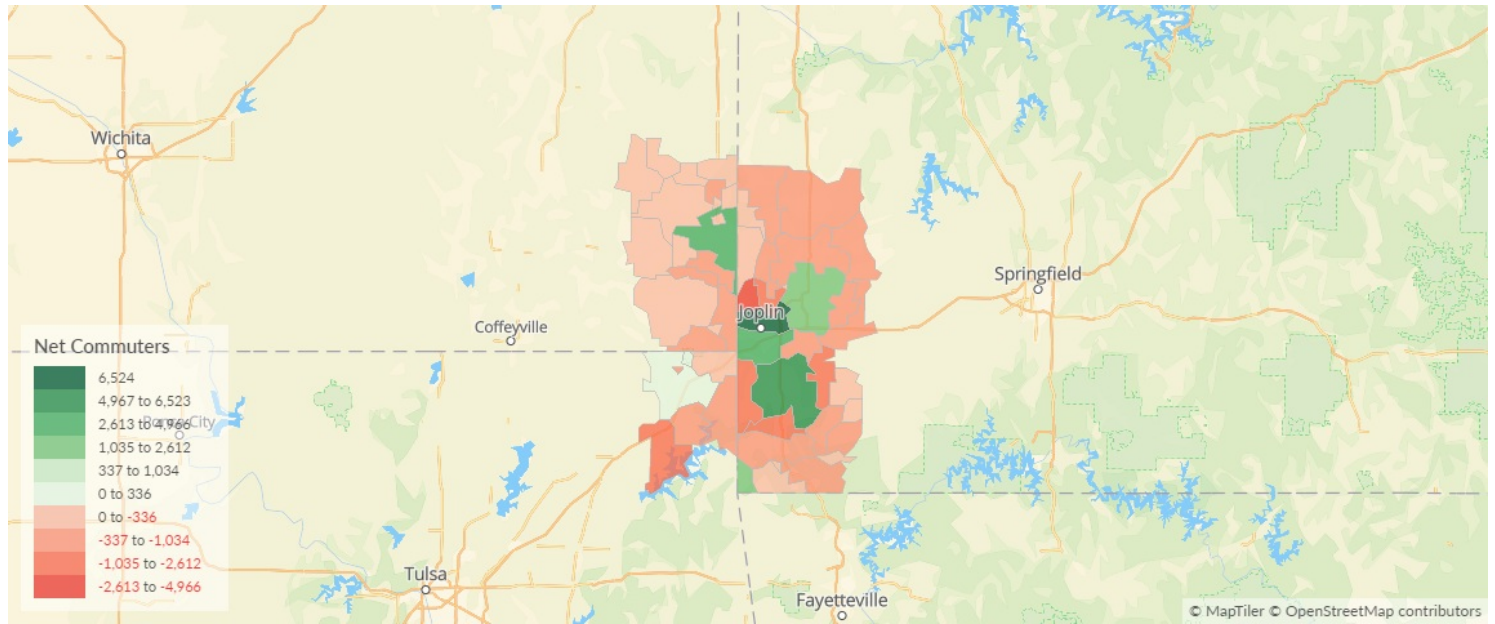 Wichita
Springfield
Joplin
Coffeyville
Net Commuters
6,524
4,967 to 6,523
2,613 to 4,966
Ponca City
1,035 to 2,612
337 to 1,034
0 to 336
0 to -336
-337 to -1,034
-1,035 to -2,612
-2,613 to -4,966
Tulsa
Fayetteville
© MapTiler © OpenStreetMap contributors